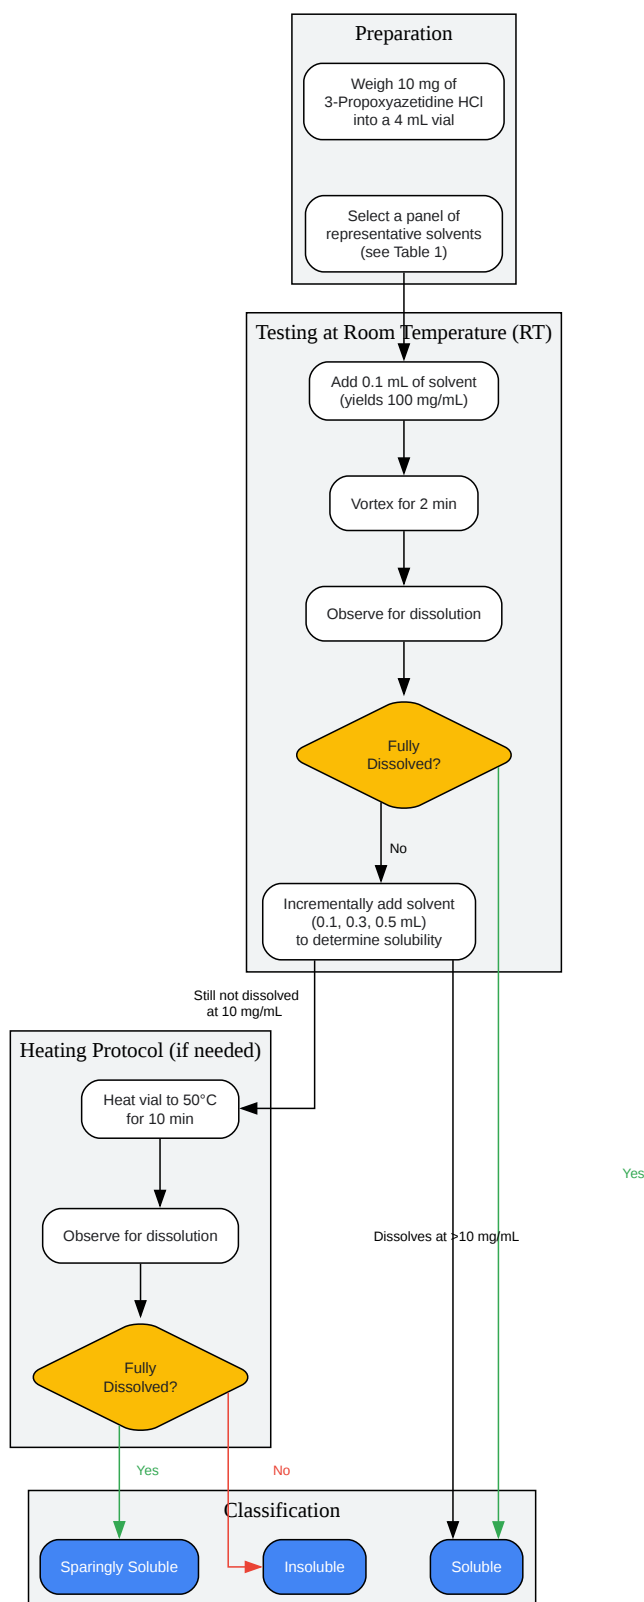 Preparation
Weigh 10 mg of
3-Propoxyazetidine HCl
into a 4 mL vial
Select a panel of
representative solvents
(see Table 1)
Testing at Room Temperature (RT)
Add 0.1 mL of solvent
(yields 100 mg/mL)
Vortex for 2 min
Observe for dissolution
Fully
Dissolved?
No
Incrementally add solvent
(0.1, 0.3, 0.5 mL)
to determine solubility
Still not dissolved
at 10 mg/mL
Heating Protocol (if needed)
Heat vial to 50°C
for 10 min
Yes
Observe for dissolution
Dissolves at >10 mg/mL
Fully
Dissolved?
Yes
No
Classification
Sparingly Soluble
Insoluble
Soluble